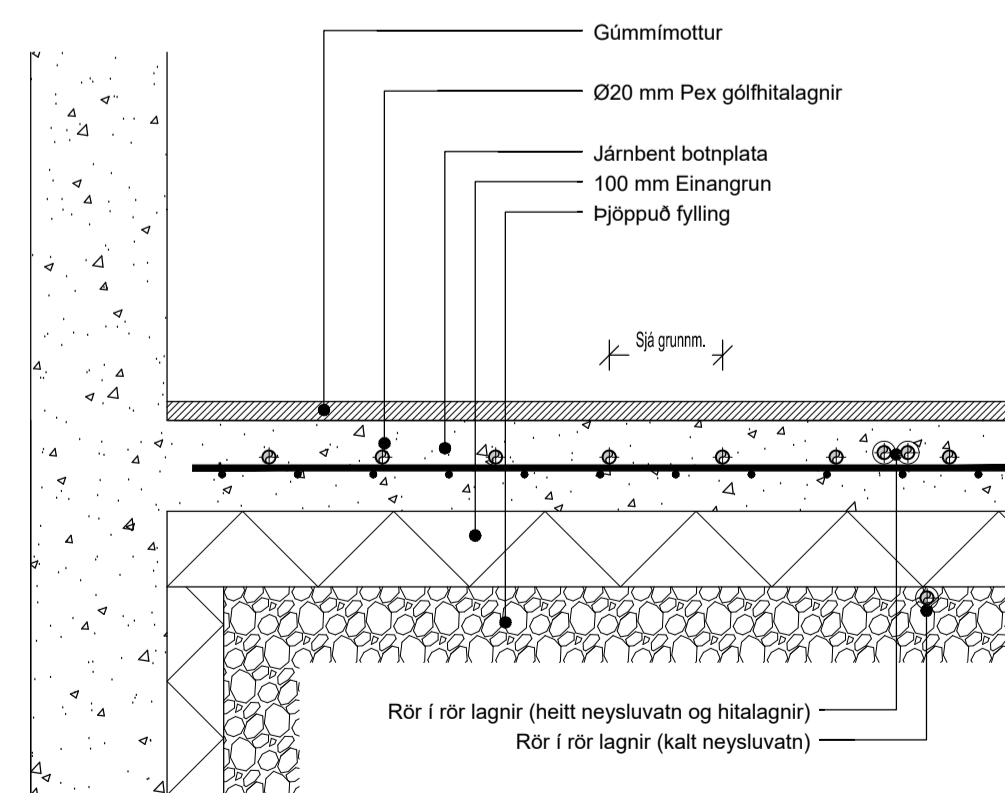 Gúmmímottur
Ø20 mm Pex gólfhitalagnir
Járnbent botnplata
100 mm Einangrun
Þjöppuð fylling
Sjá grunnm.
Rör í rör lagnir (heitt neysluvatn og hitalagnir)
Rör í rör lagnir (kalt neysluvatn)